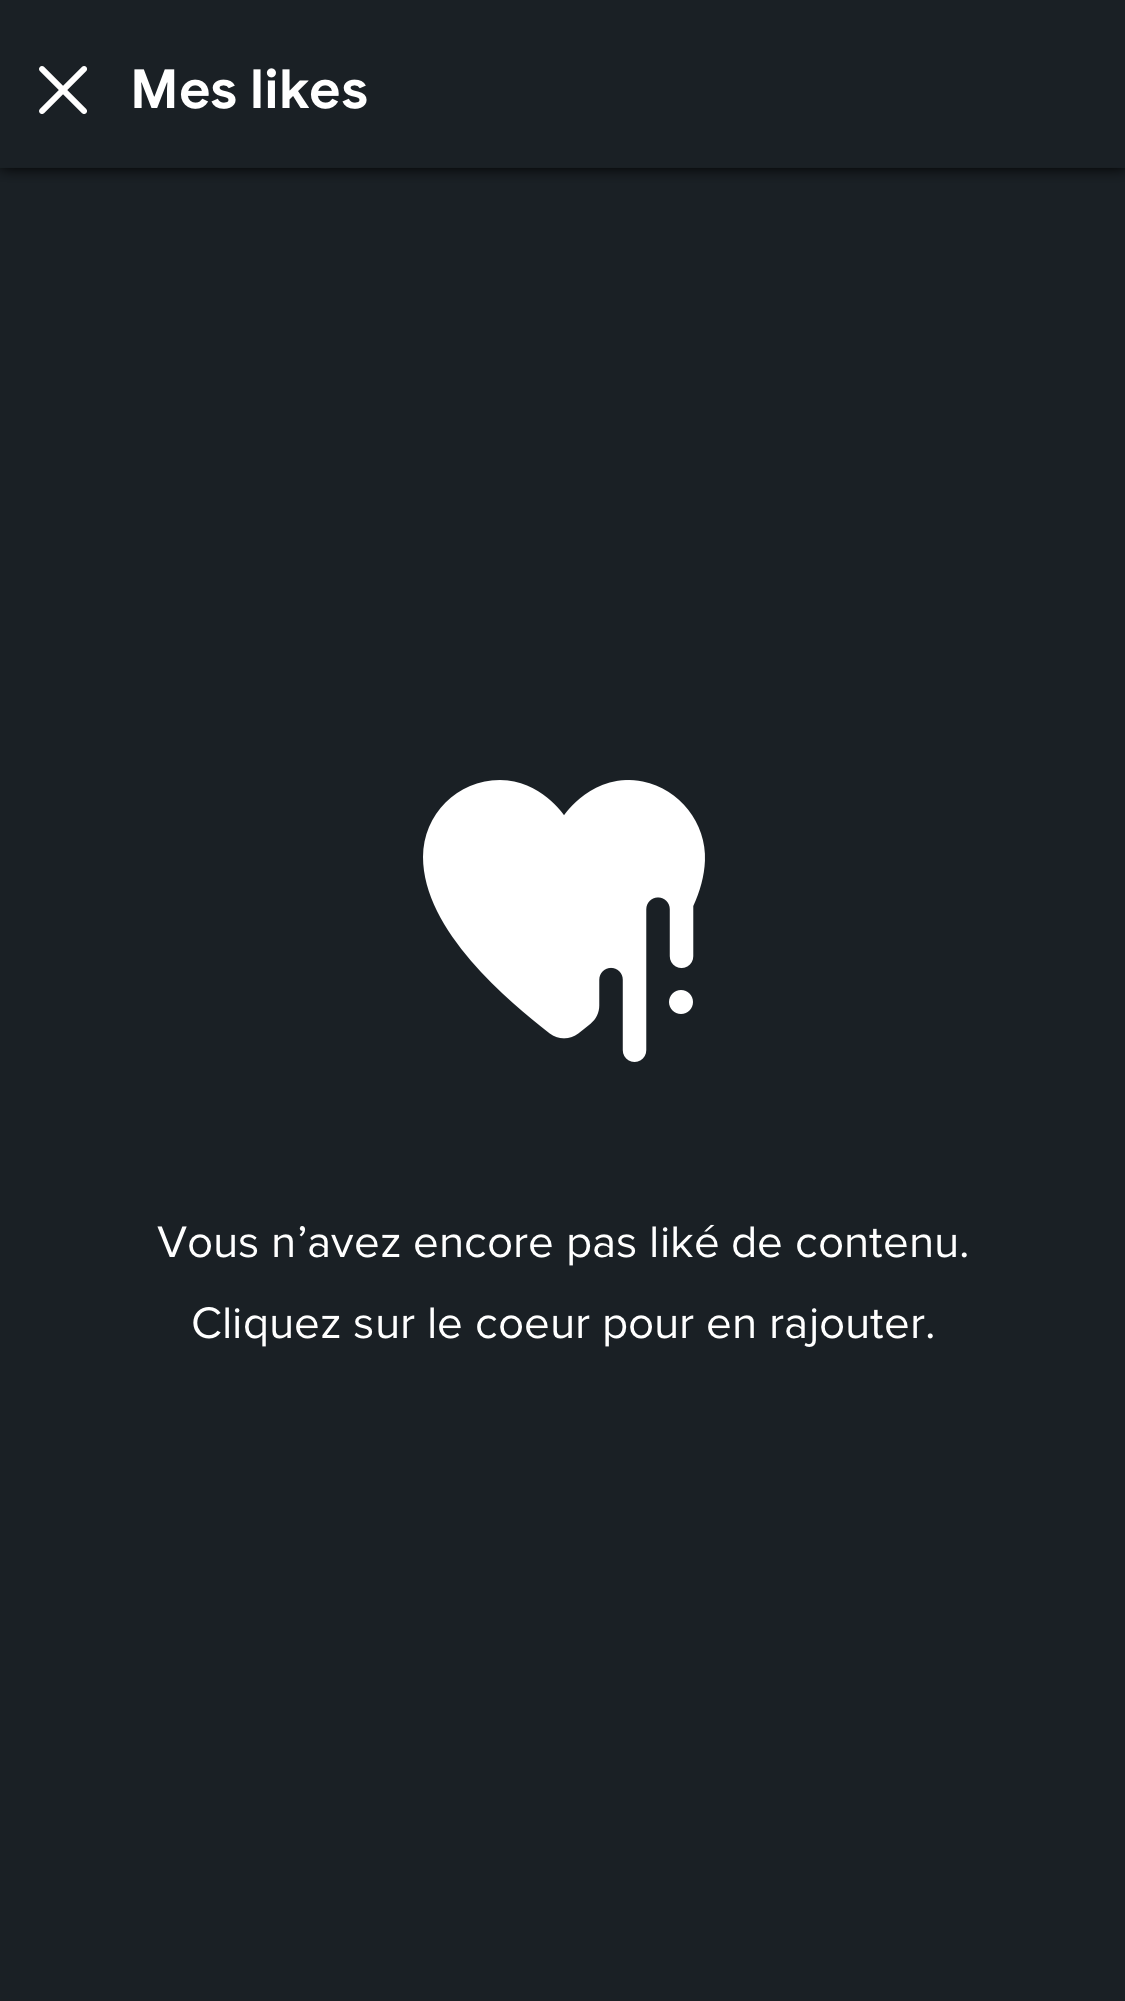 Mes likes
Vous n’avez encore pas liké de contenu.
Cliquez sur le coeur pour en rajouter.